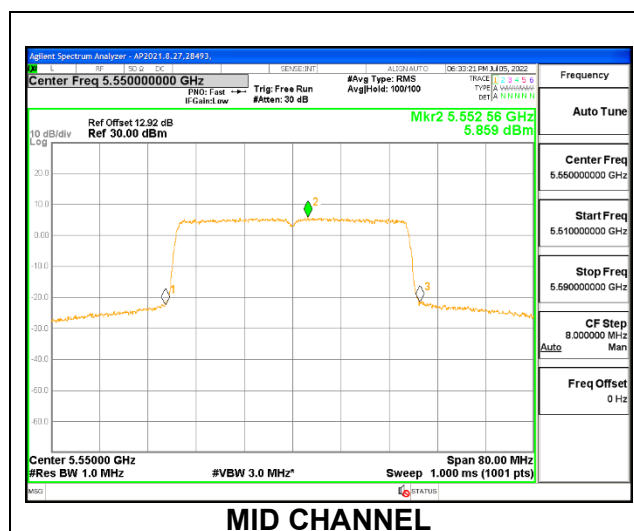 Agilent Spectrum Analyzer - AP2021.8.27,28493,
L RF 50 Ω DC SENSE:INT ALIGN AUTO 06:33:21 PM Jul 05, 2022
Center Freq 5.550000000 GHz #Avg Type: RMS TRACE 1 2 3 4 5 6
PNO: Fast Trig: Free Run Avg|Hold: 100/100 TYPE A WWWWW
IFGain:Low #Atten: 30 dB DET A N N N N N
Mkr2 5.552 56 GHz
Ref Offset 12.92 dB
10 dB/div Ref 30.00 dBm 5.859 dBm
Log
20.0
10.0
2
0.00
-10.0
1
3
-20.0
-30.0
-40.0
-50.0
-60.0
Center 5.55000 GHz Span 80.00 MHz
#Res BW 1.0 MHz #VBW 3.0 MHz* Sweep 1.000 ms (1001 pts)
MSG STATUS
Frequency
Auto Tune
Center Freq
5.550000000 GHz
Start Freq
5.510000000 GHz
Stop Freq
5.590000000 GHz
CF Step
8.000000 MHz
Auto Man
Freq Offset
0 Hz
MID CHANNEL